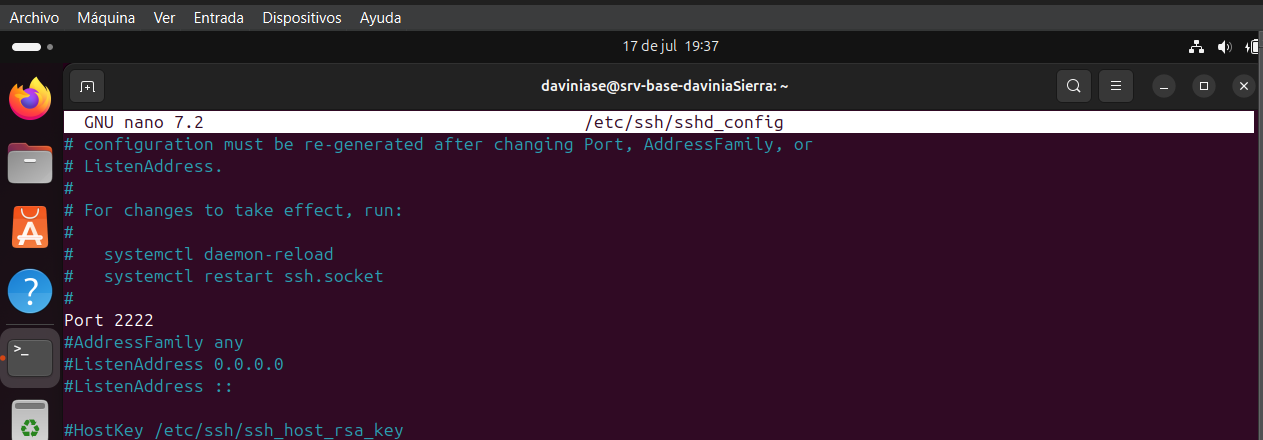 Archivo Máquina Ver Entrada Dispositivos Ayuda
17 de jul 19:37
daviniase@srv-base-daviniaSierra: ~
GNU nano 7.2 /etc/ssh/sshd_config
# configuration must be re-generated after changing Port, AddressFamily, or
# ListenAddress.
#
# For changes to take effect, run:
#
#   systemctl daemon-reload
#   systemctl restart ssh.socket
#
Port 2222
#AddressFamily any
#ListenAddress 0.0.0.0
#ListenAddress ::
#HostKey /etc/ssh/ssh_host_rsa_key